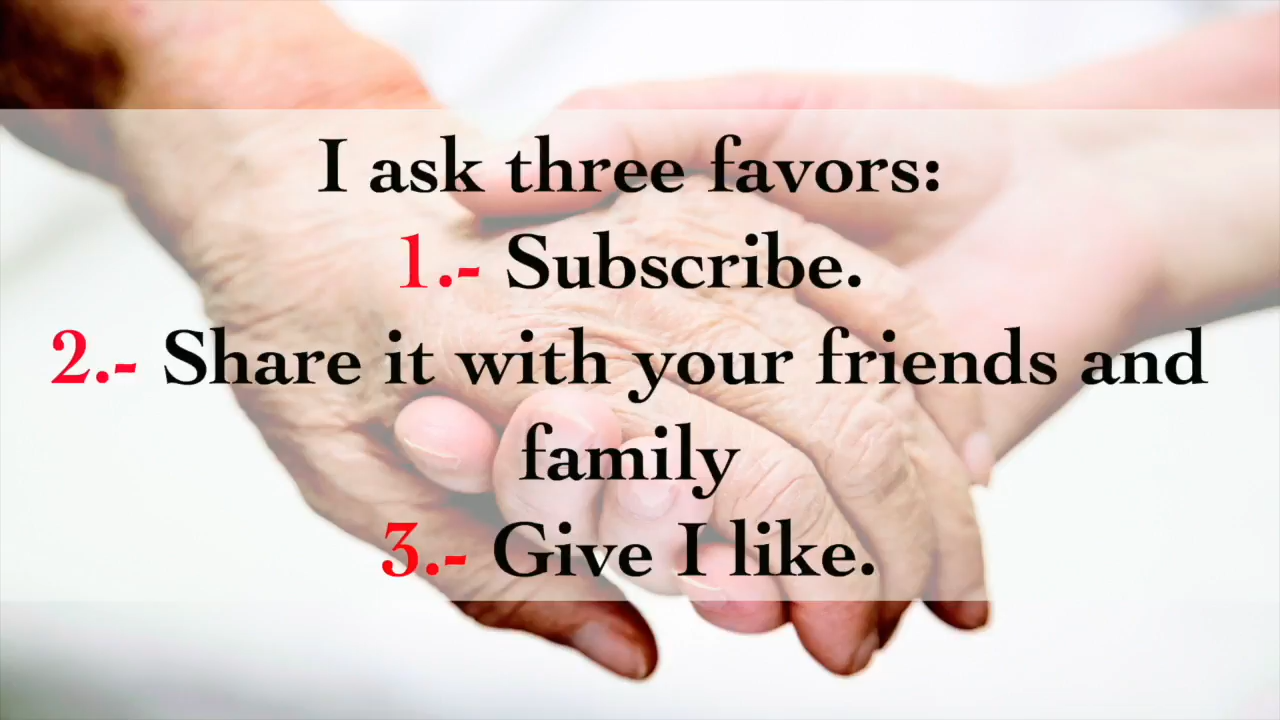 I ask three favors:
1.- Subscribe.
2.- Share it with your friends and
family
3.- Give I like.